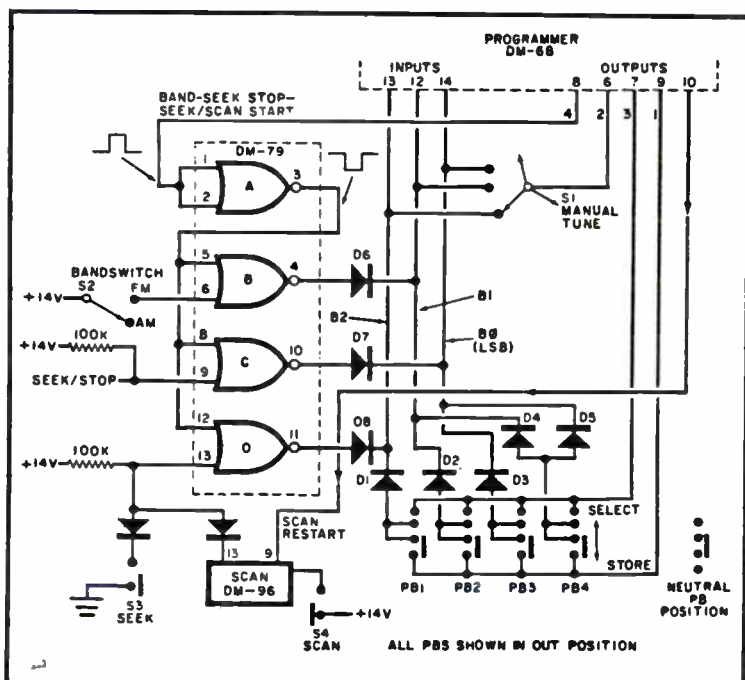 PROGRAMMER
DM-68
INPUTS
OUTPUTS
13 12 14
8 6 7 9 10
BAND-SEEK STOP-
SEEK/SCAN START
4 2 3 1
DM-79
1
2
A
3
S1
MANUAL
TUNE
BANDSWITCH
S2
FM
AM
+14V
5
6
B
4
D6
B1
B2
BØ
(LSB)
+14V
100K
SEEK/STOP
8
9
C
10
D7
D4
D5
+14V
100K
12
13
D
11
D8
D1
D2
D3
SCAN
RESTART
SELECT
STORE
13 9
SCAN
DM-96
S3
SEEK
S4
SCAN
+14V
PB1 PB2 PB3 PB4
NEUTRAL
PB
POSITION
ALL PBS SHOWN IN OUT POSITION